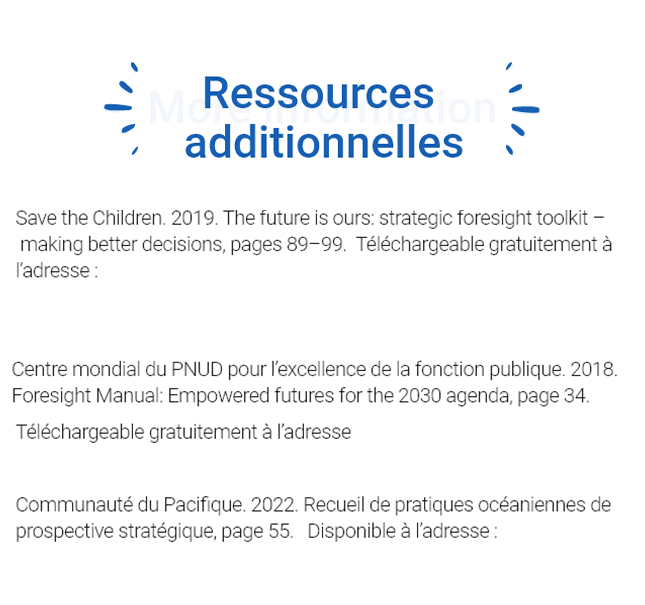 More Information
Ressources
additionnelles
Save the Children. 2019. The future is ours: strategic foresight toolkit –
making better decisions, pages 89–99. Téléchargeable gratuitement à
l’adresse :
Centre mondial du PNUD pour l’excellence de la fonction publique. 2018.
Foresight Manual: Empowered futures for the 2030 agenda, page 34.
Téléchargeable gratuitement à l’adresse
Communauté du Pacifique. 2022. Recueil de pratiques océaniennes de
prospective stratégique, page 55. Disponible à l’adresse :